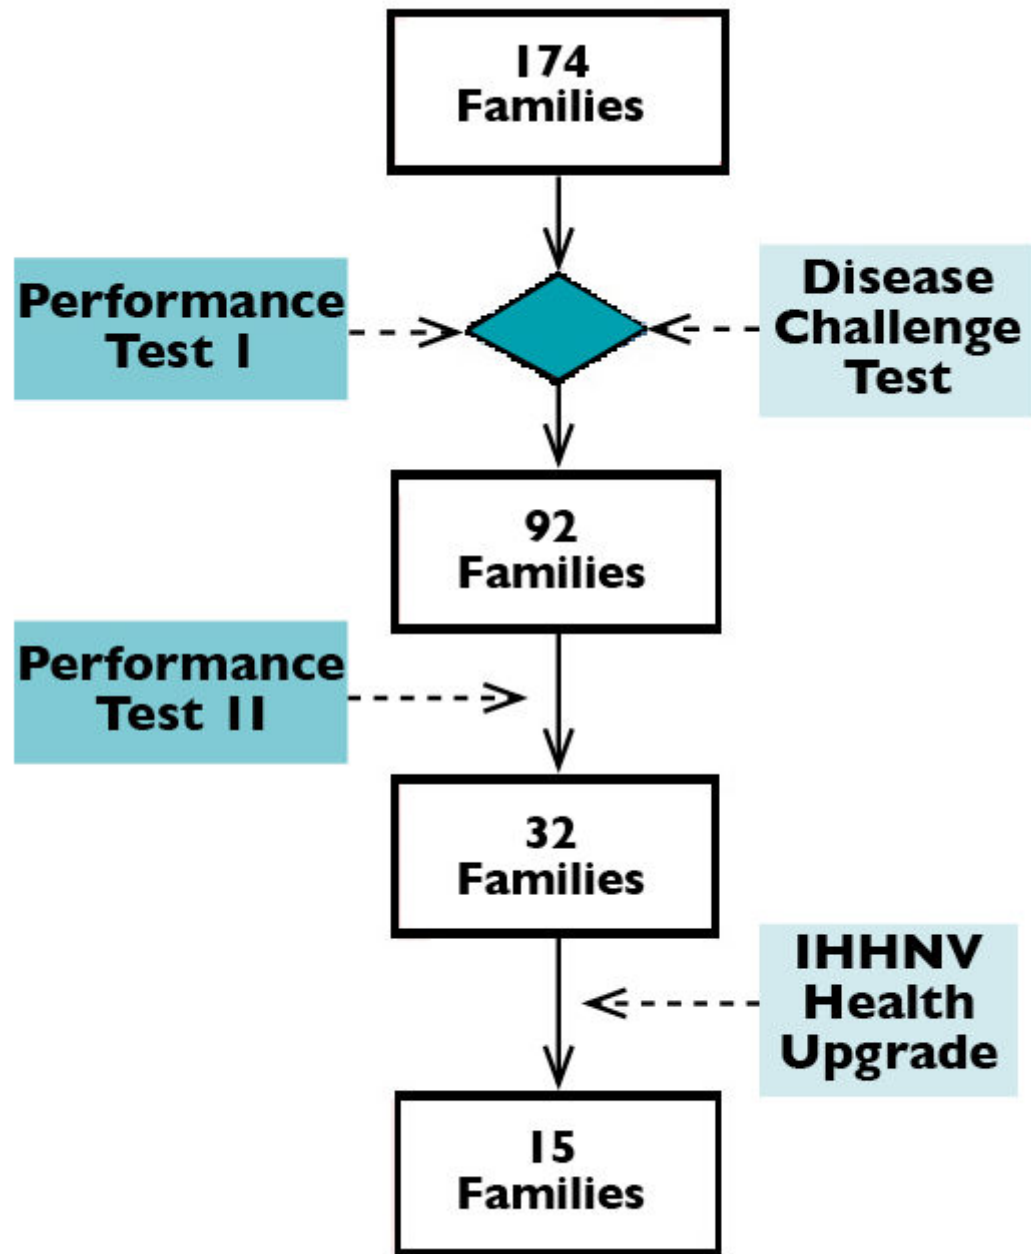 174
Families
Performance
Test I
Disease
Challenge
Test
92
Families
Performance
Test II
32
Families
IHHNV
Health
Upgrade
15
Families